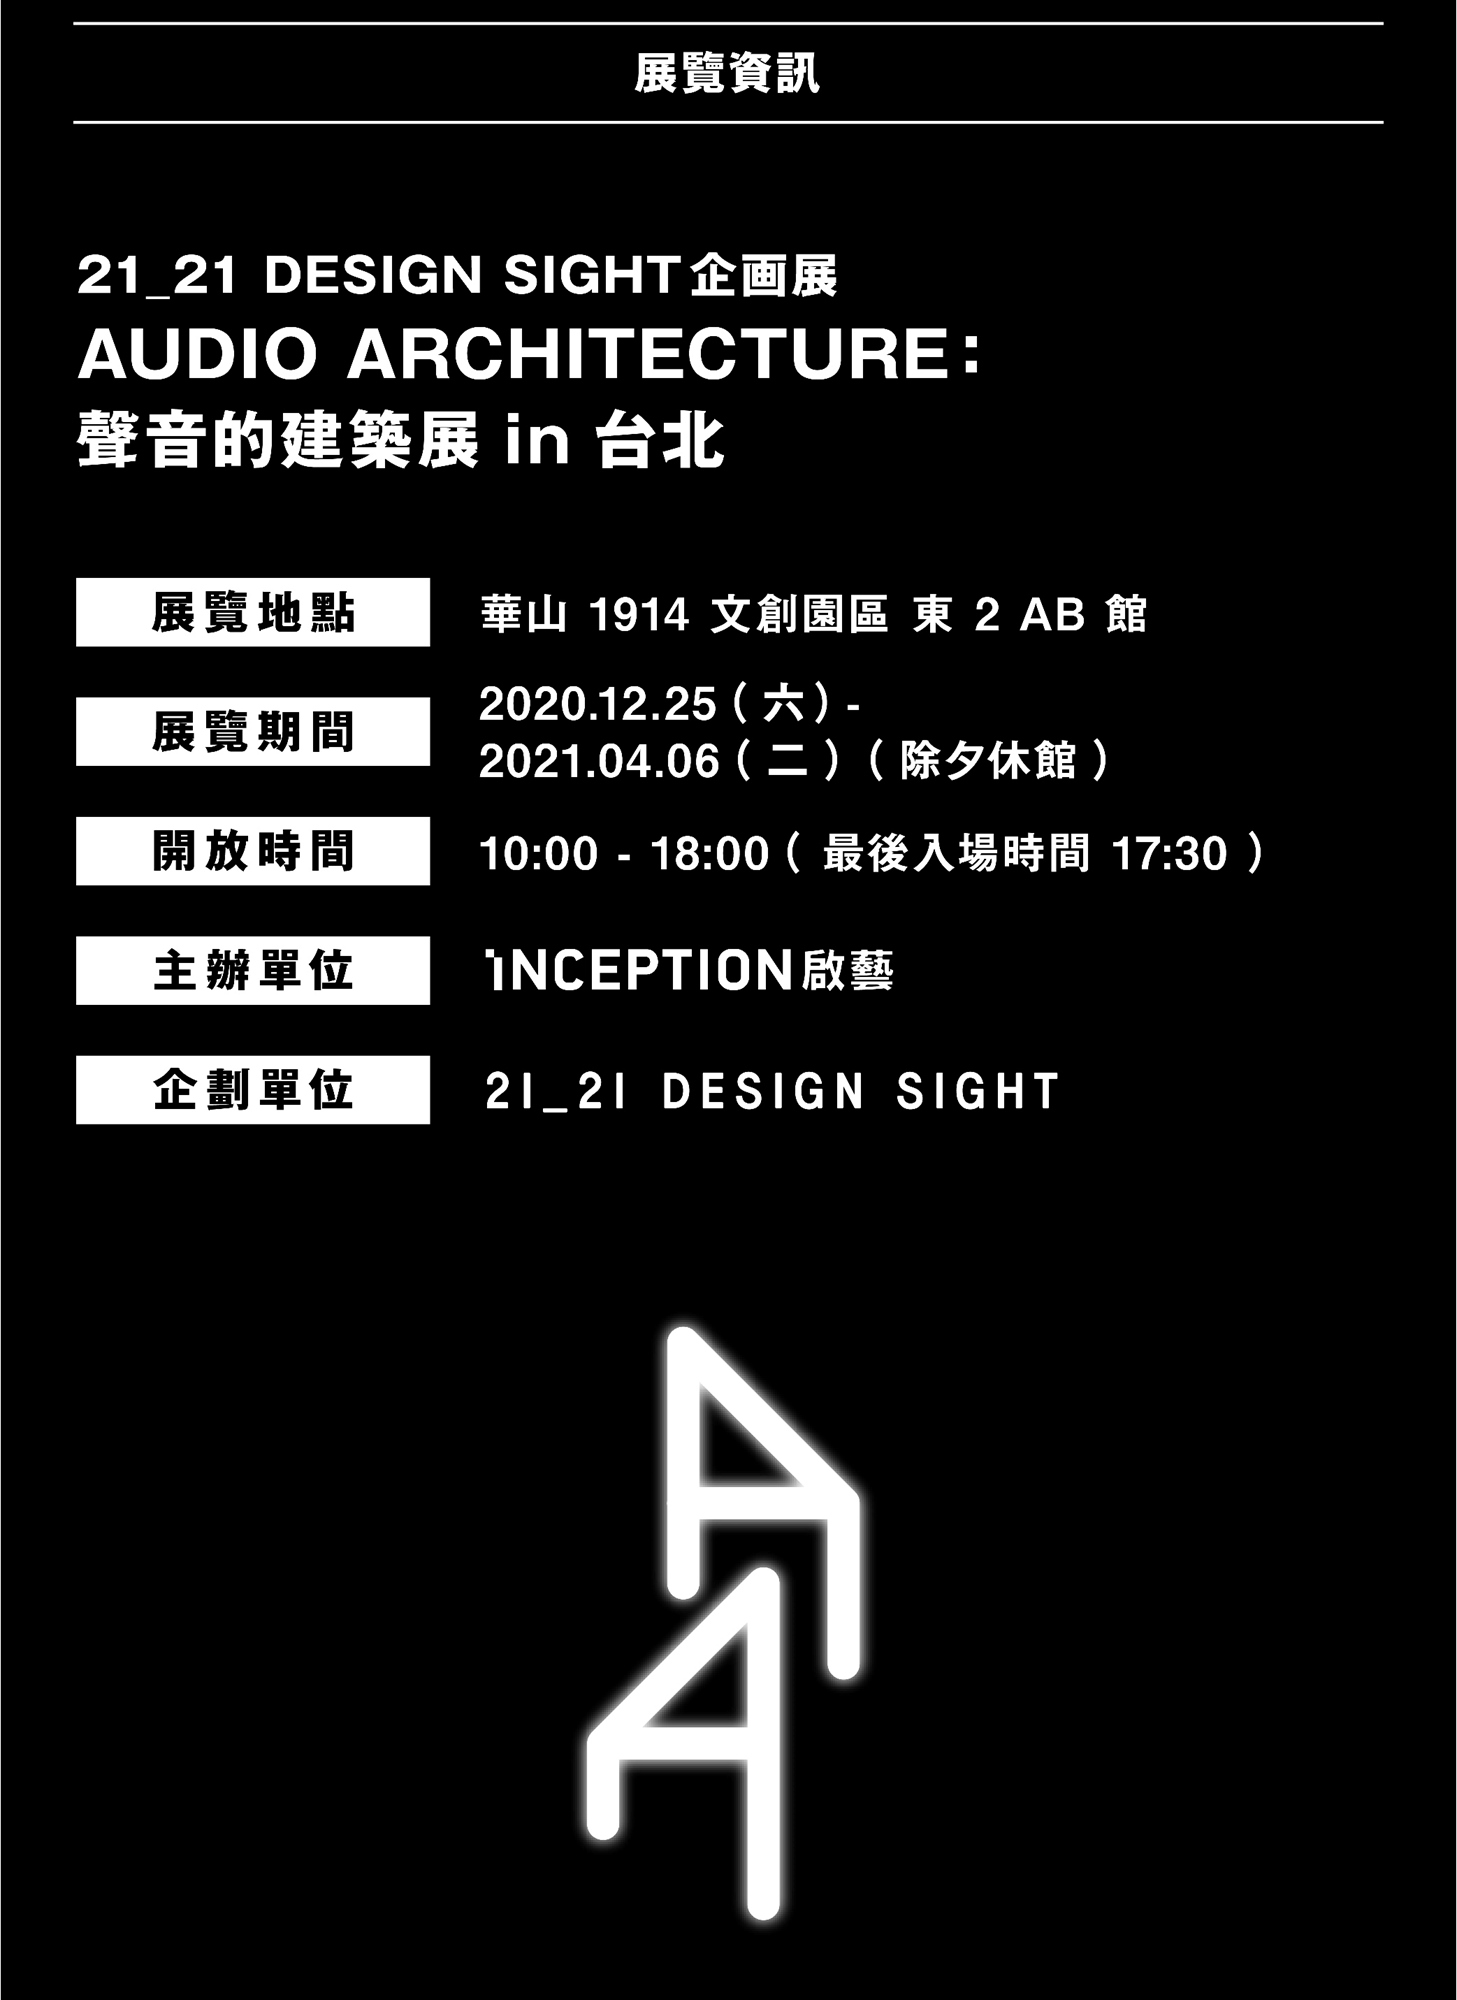 展覽資訊
21_21 DESIGN SIGHT企画展
AUDIO ARCHITECTURE:
聲音的建築展 in 台北
展覽地點
華山 1914 文創園區 東 2 AB 館
展覽期間
2020.12.25 ( 六 ) -
2021.04.06 ( 二 ) ( 除夕休館 )
開放時間
10:00 - 18:00 ( 最後入場時間 17:30 )
主辦單位
iNCEPTION啟藝
企劃單位
21_21 DESIGN SIGHT